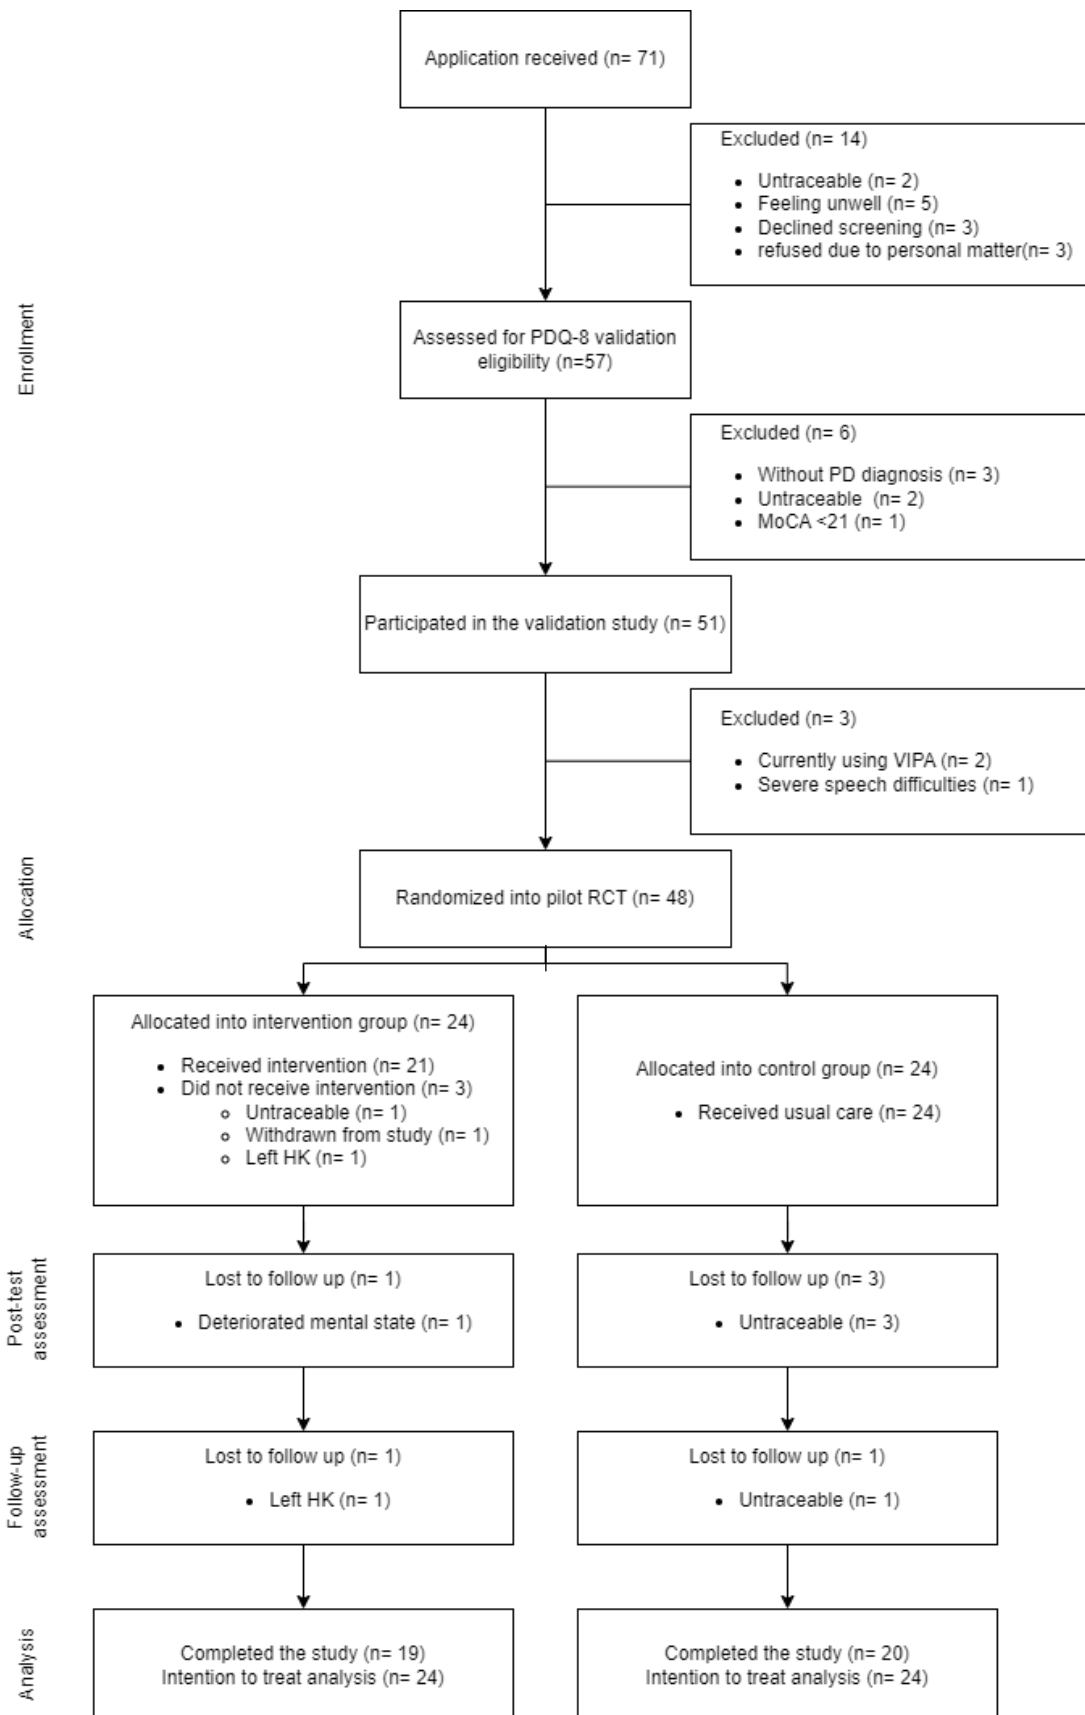 Application received (n= 71)
Excluded (n= 14)
• Untraceable (n= 2)
• Feeling unwell (n= 5)
• Declined screening (n= 3)
• refused due to personal matter(n= 3)
Enrollment
Assessed for PDQ-8 validation
eligibility (n=57)
Excluded (n= 6)
• Without PD diagnosis (n= 3)
• Untraceable  (n= 2)
• MoCA <21 (n= 1)
Participated in the validation study (n= 51)
Excluded (n= 3)
• Currently using VIPA (n= 2)
• Severe speech difficulties (n= 1)
Allocation
Randomized into pilot RCT (n= 48)
Allocated into intervention group (n= 24)
• Received intervention (n= 21)
• Did not receive intervention (n= 3)
○ Untraceable (n= 1)
○ Withdrawn from study (n= 1)
○ Left HK (n= 1)
Allocated into control group (n= 24)
• Received usual care (n= 24)
Post-test
assessment
Lost to follow up (n= 1)
• Deteriorated mental state (n= 1)
Lost to follow up (n= 3)
• Untraceable (n= 3)
Follow-up
assessment
Lost to follow up (n= 1)
• Left HK (n= 1)
Lost to follow up (n= 1)
• Untraceable (n= 1)
Analysis
Completed the study (n= 19)
Intention to treat analysis (n= 24)
Completed the study (n= 20)
Intention to treat analysis (n= 24)